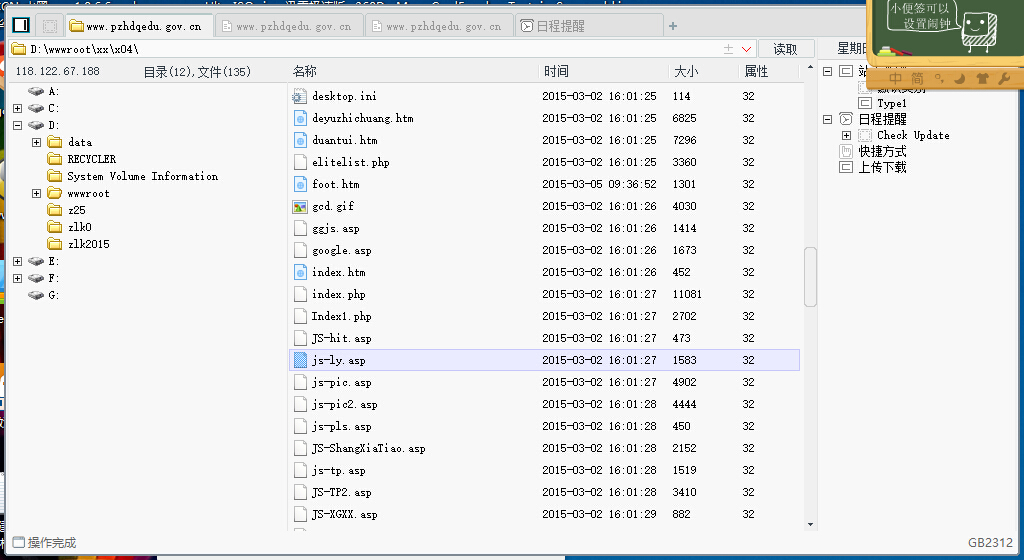 www.pzhdqedu.gov.cn www.pzhdqedu.gov.cn www.pzhdqedu.gov.cn 日程提醒 +
小便签可以
设置闹钟
D:\wwwroot\xx\x04\ 读取 星期
中 简
118.122.67.188 目录(12),文件(135) 名称 时间 大小 属性
A:
C:
D:
data
RECYCLER
System Volume Information
wwwroot
z25
zlk0
zlk2015
E:
F:
G:
desktop.ini 2015-03-02 16:01:25 114 32
deyuzhichuang.htm 2015-03-02 16:01:25 6825 32
duantui.htm 2015-03-02 16:01:25 7296 32
elitelist.php 2015-03-02 16:01:25 3360 32
foot.htm 2015-03-05 09:36:52 1301 32
gcd.gif 2015-03-02 16:01:26 4030 32
ggjs.asp 2015-03-02 16:01:26 1414 32
google.asp 2015-03-02 16:01:26 1673 32
index.htm 2015-03-02 16:01:26 452 32
index.php 2015-03-02 16:01:27 11081 32
Index1.php 2015-03-02 16:01:27 2702 32
JS-hit.asp 2015-03-02 16:01:27 473 32
js-ly.asp 2015-03-02 16:01:27 1583 32
js-pic.asp 2015-03-02 16:01:27 4902 32
js-pic2.asp 2015-03-02 16:01:28 4444 32
js-pls.asp 2015-03-02 16:01:28 450 32
JS-ShangXiaTiao.asp 2015-03-02 16:01:28 2152 32
js-tp.asp 2015-03-02 16:01:28 1519 32
JS-TP2.asp 2015-03-02 16:01:28 3410 32
JS-XGXX.asp 2015-03-02 16:01:29 882 32
Type1
日程提醒
Check Update
快捷方式
上传下载
操作完成 GB2312